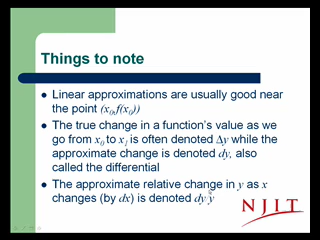 Things to note
Linear approximations are usually good near
the point (x0,f(x0))
The true change in a function's value as we
go from x0 to x1 is often denoted Δy while the
approximate change is denoted dy, also
called the differential
The approximate relative change in y as x
changes (by dx) is denoted dy/y
NJIT